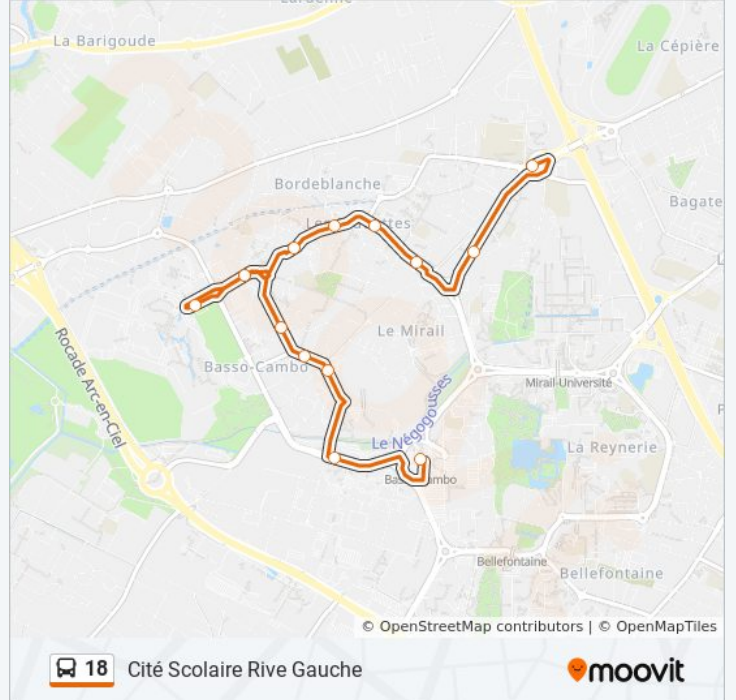 Lardenne
La Barigoude
La Cépière
Bordeblanche
Bagate
Le Mirail
Basso-Cambo
Rocade Arc-en-Ciel
Mirail-Université
Le Négogousses
La Reynerie
Bellefontaine
Bellefontaine
© OpenStreetMap contributors | © OpenMapTiles
18 Cité Scolaire Rive Gauche
moovit